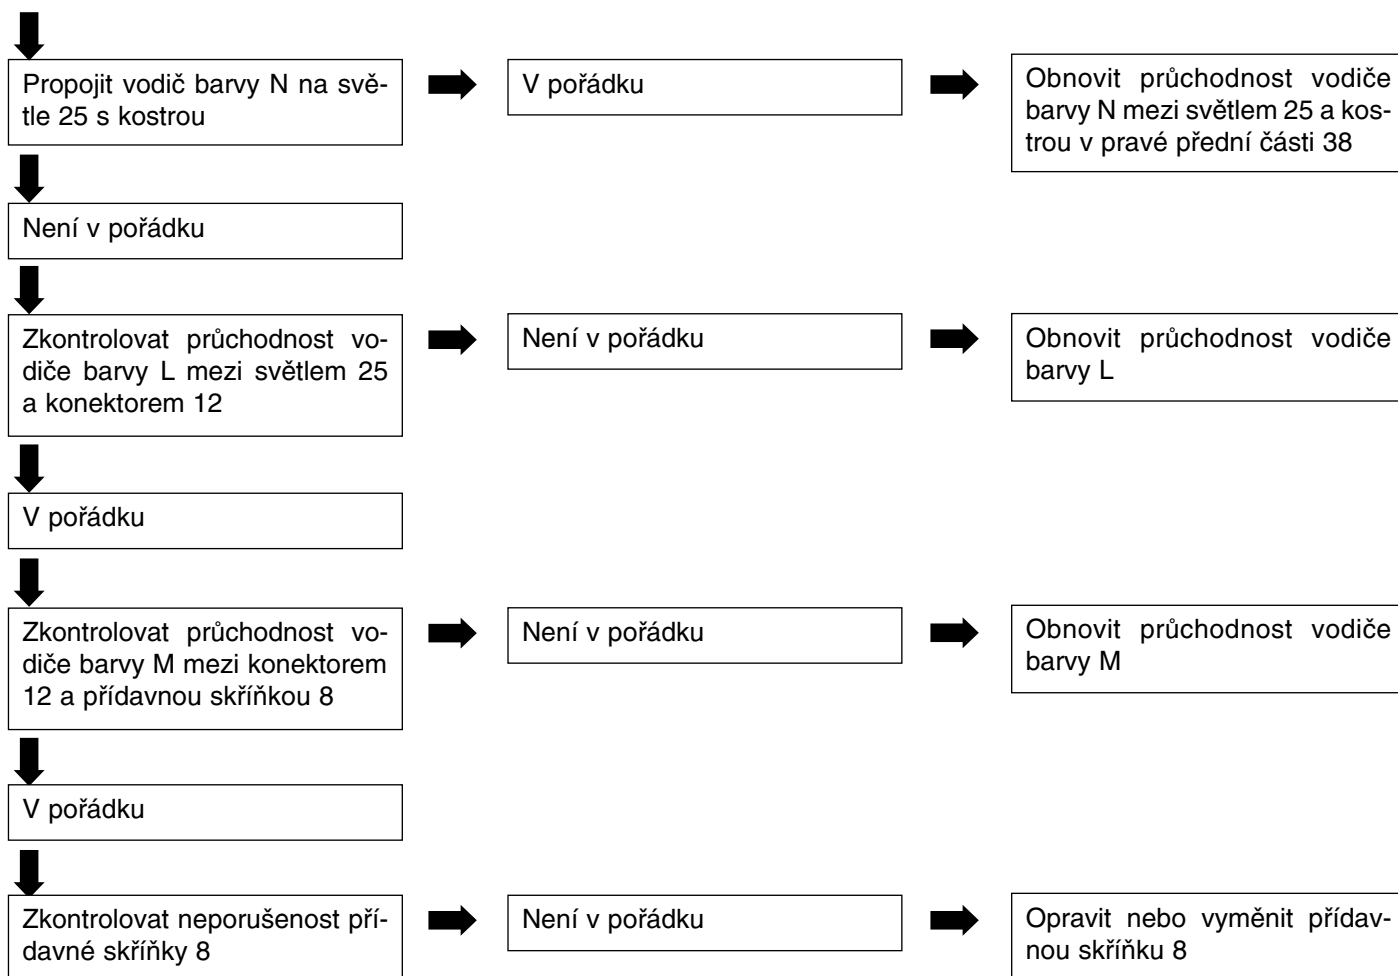 Propojit vodič barvy N na svě-
tle 25 s kostrou
V pořádku
Obnovit průchodnost vodiče
barvy N mezi světlem 25 a kos-
trou v pravé přední části 38
Není v pořádku
Zkontrolovat průchodnost vo-
diče barvy L mezi světlem 25
a konektorem 12
Není v pořádku
Obnovit průchodnost vodiče
barvy L
V pořádku
Zkontrolovat průchodnost vo-
diče barvy M mezi konektorem
12 a přídavnou skříňkou 8
Není v pořádku
Obnovit průchodnost vodiče
barvy M
V pořádku
Zkontrolovat neporušenost pří-
davné skříňky 8
Není v pořádku
Opravit nebo vyměnit přídav-
nou skříňku 8